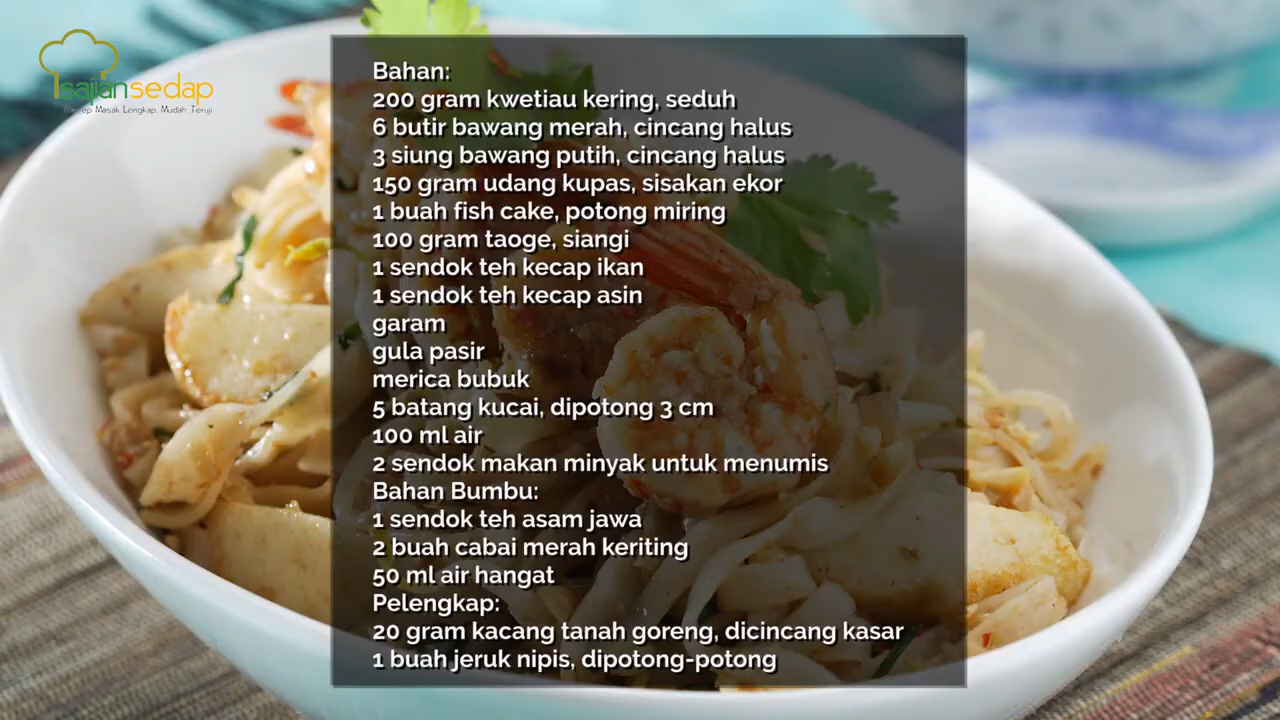 sajiansedap
Resep Masak Lengkap, Mudah Teruji
Bahan:
200 gram kwetiau kering, seduh
6 butir bawang merah, cincang halus
3 siung bawang putih, cincang halus
150 gram udang kupas, sisakan ekor
1 buah fish cake, potong miring
100 gram taoge, siangi
1 sendok teh kecap ikan
1 sendok teh kecap asin
garam
gula pasir
merica bubuk
5 batang kucai, dipotong 3 cm
100 ml air
2 sendok makan minyak untuk menumis
Bahan Bumbu:
1 sendok teh asam jawa
2 buah cabai merah keriting
50 ml air hangat
Pelengkap:
20 gram kacang tanah goreng, dicincang kasar
1 buah jeruk nipis, dipotong-potong